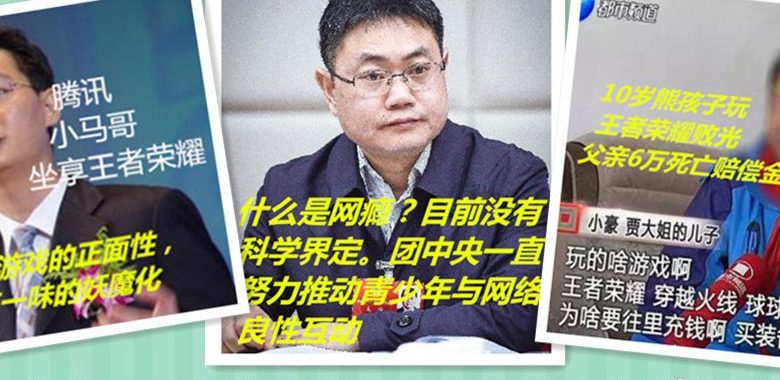 腾讯
小马哥
坐享王者荣耀
游戏的正面性，
一味的妖魔化
什么是网瘾？目前没有
科学界定。团中央一直
努力推动青少年与网络
良性互动
都市频道
10岁熊孩子玩
王者荣耀败光
父亲6万死亡赔偿金
小豪 贾大姐的儿子
玩的啥游戏啊
王者荣耀 穿越火线 球球
为啥要往里充钱啊 买装